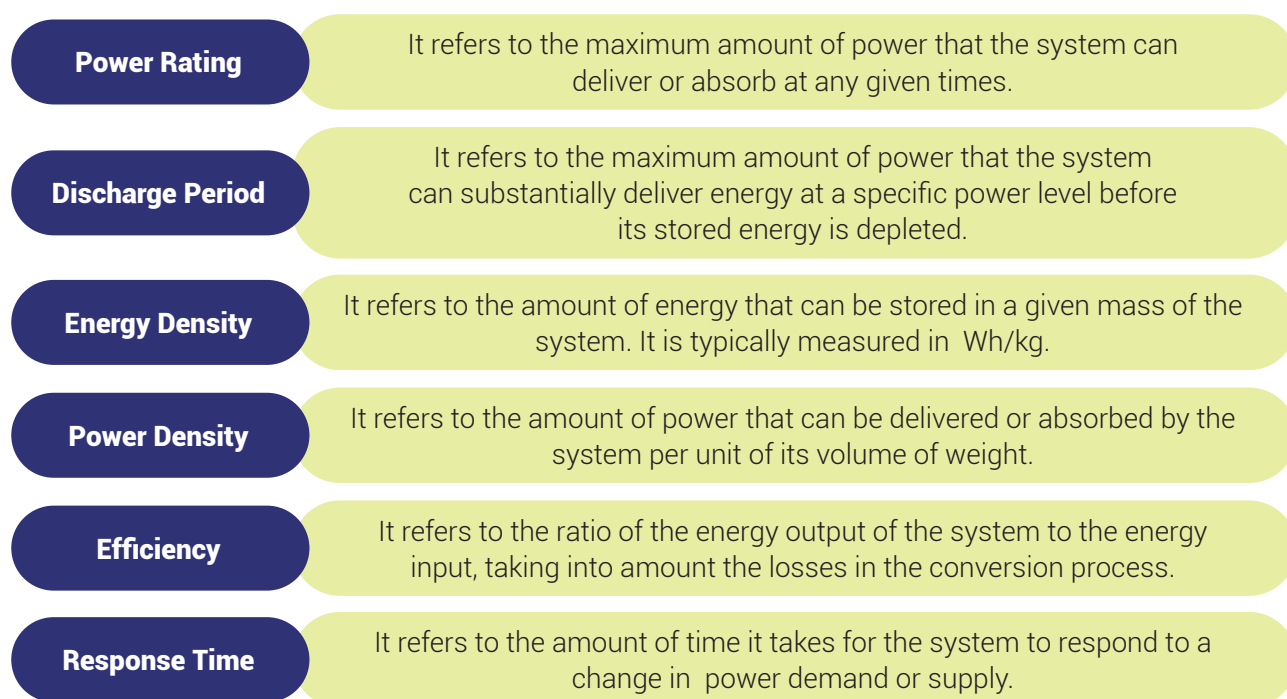 Power Rating
It refers to the maximum amount of power that the system can
deliver or absorb at any given times.
Discharge Period
It refers to the maximum amount of power that the system
can substantially deliver energy at a specific power level before
its stored energy is depleted.
Energy Density
It refers to the amount of energy that can be stored in a given mass of the
system. It is typically measured in  Wh/kg.
Power Density
It refers to the amount of power that can be delivered or absorbed by the
system per unit of its volume of weight.
Efficiency
It refers to the ratio of the energy output of the system to the energy
input, taking into amount the losses in the conversion process.
Response Time
It refers to the amount of time it takes for the system to respond to a
change in  power demand or supply.